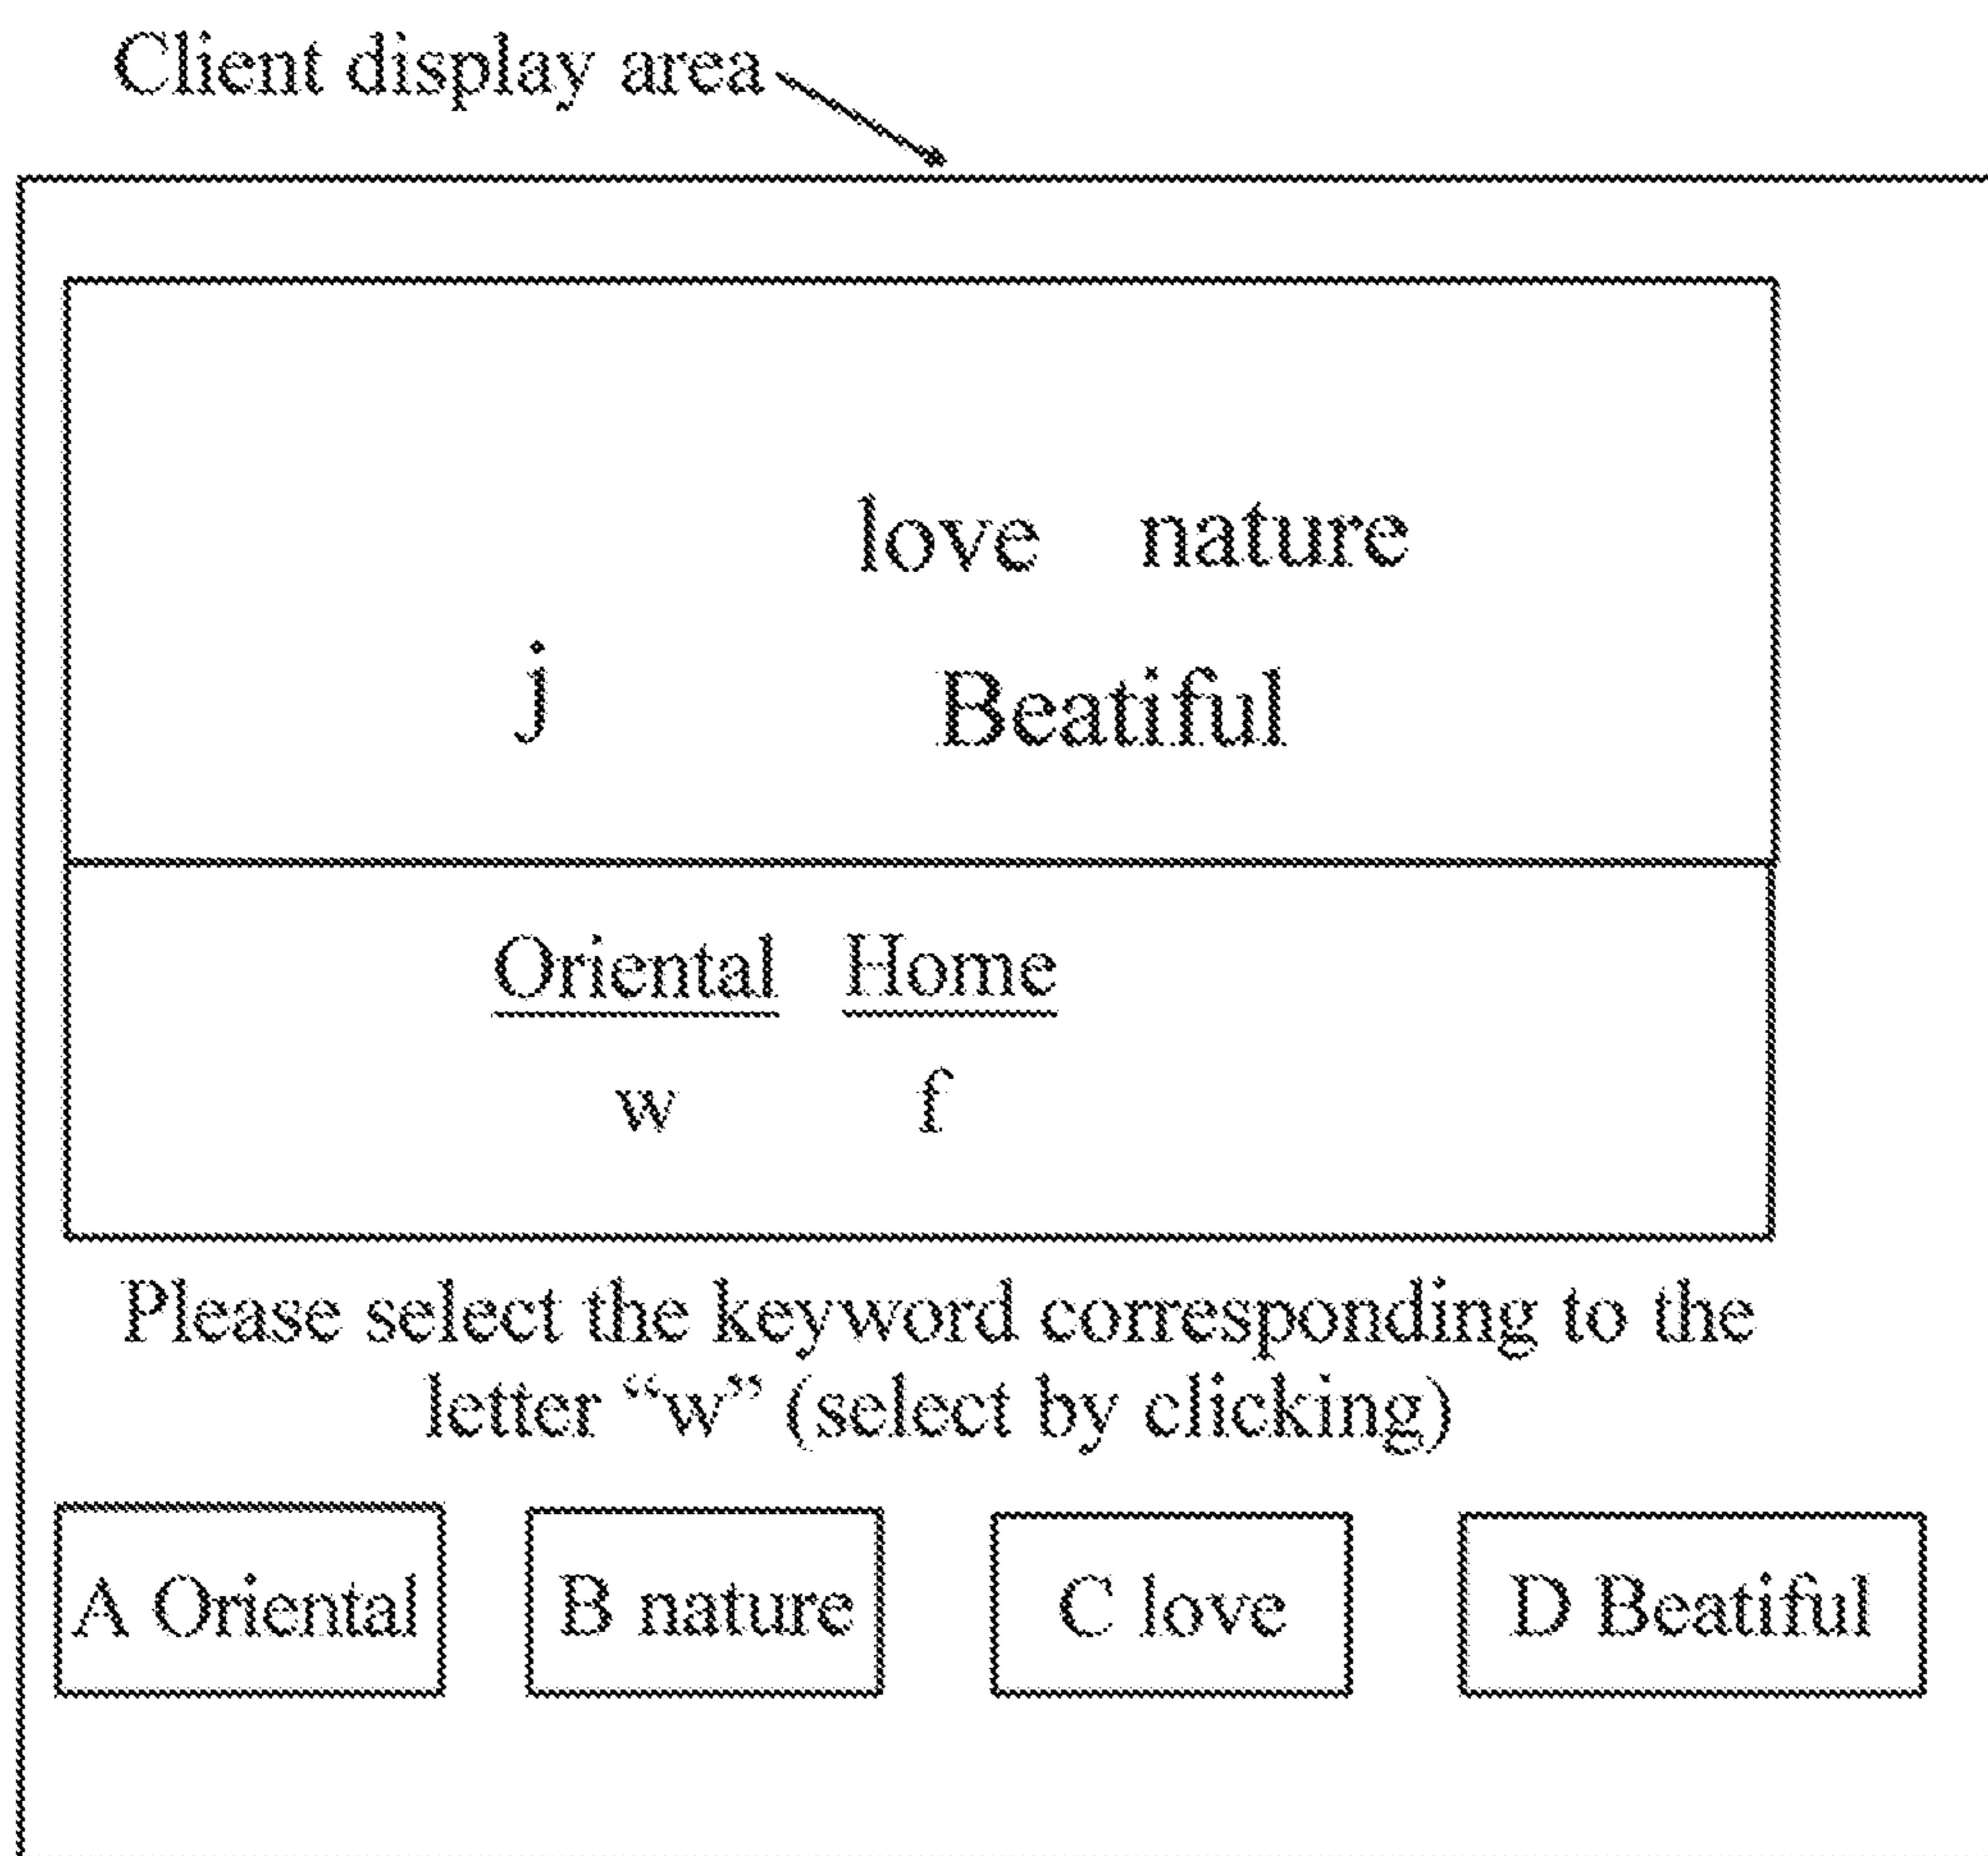 Client display area
love nature
j Beatiful
Oriental Home
w f
Please select the keyword corresponding to the
letter “w” (select by clicking)
A Oriental B nature C love D Beatiful